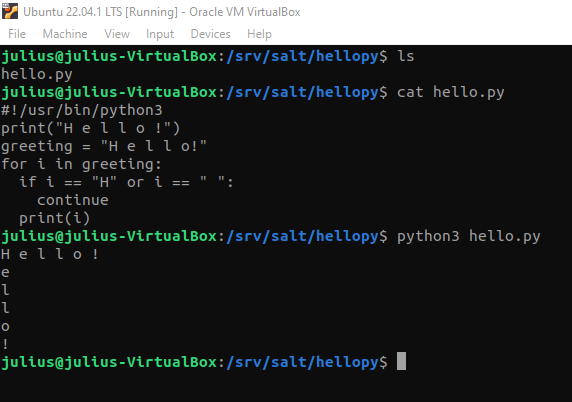 Ubuntu 22.04.1 LTS [Running] - Oracle VM VirtualBox
File Machine View Input Devices Help
julius@julius-VirtualBox:/srv/salt/hellopy$ ls
hello.py
julius@julius-VirtualBox:/srv/salt/hellopy$ cat hello.py
#!/usr/bin/python3
print("H e l l o !")
greeting = "H e l l o!"
for i in greeting:
  if i == "H" or i == " ":
    continue
  print(i)
julius@julius-VirtualBox:/srv/salt/hellopy$ python3 hello.py
H e l l o !
e
l
l
o
!
julius@julius-VirtualBox:/srv/salt/hellopy$